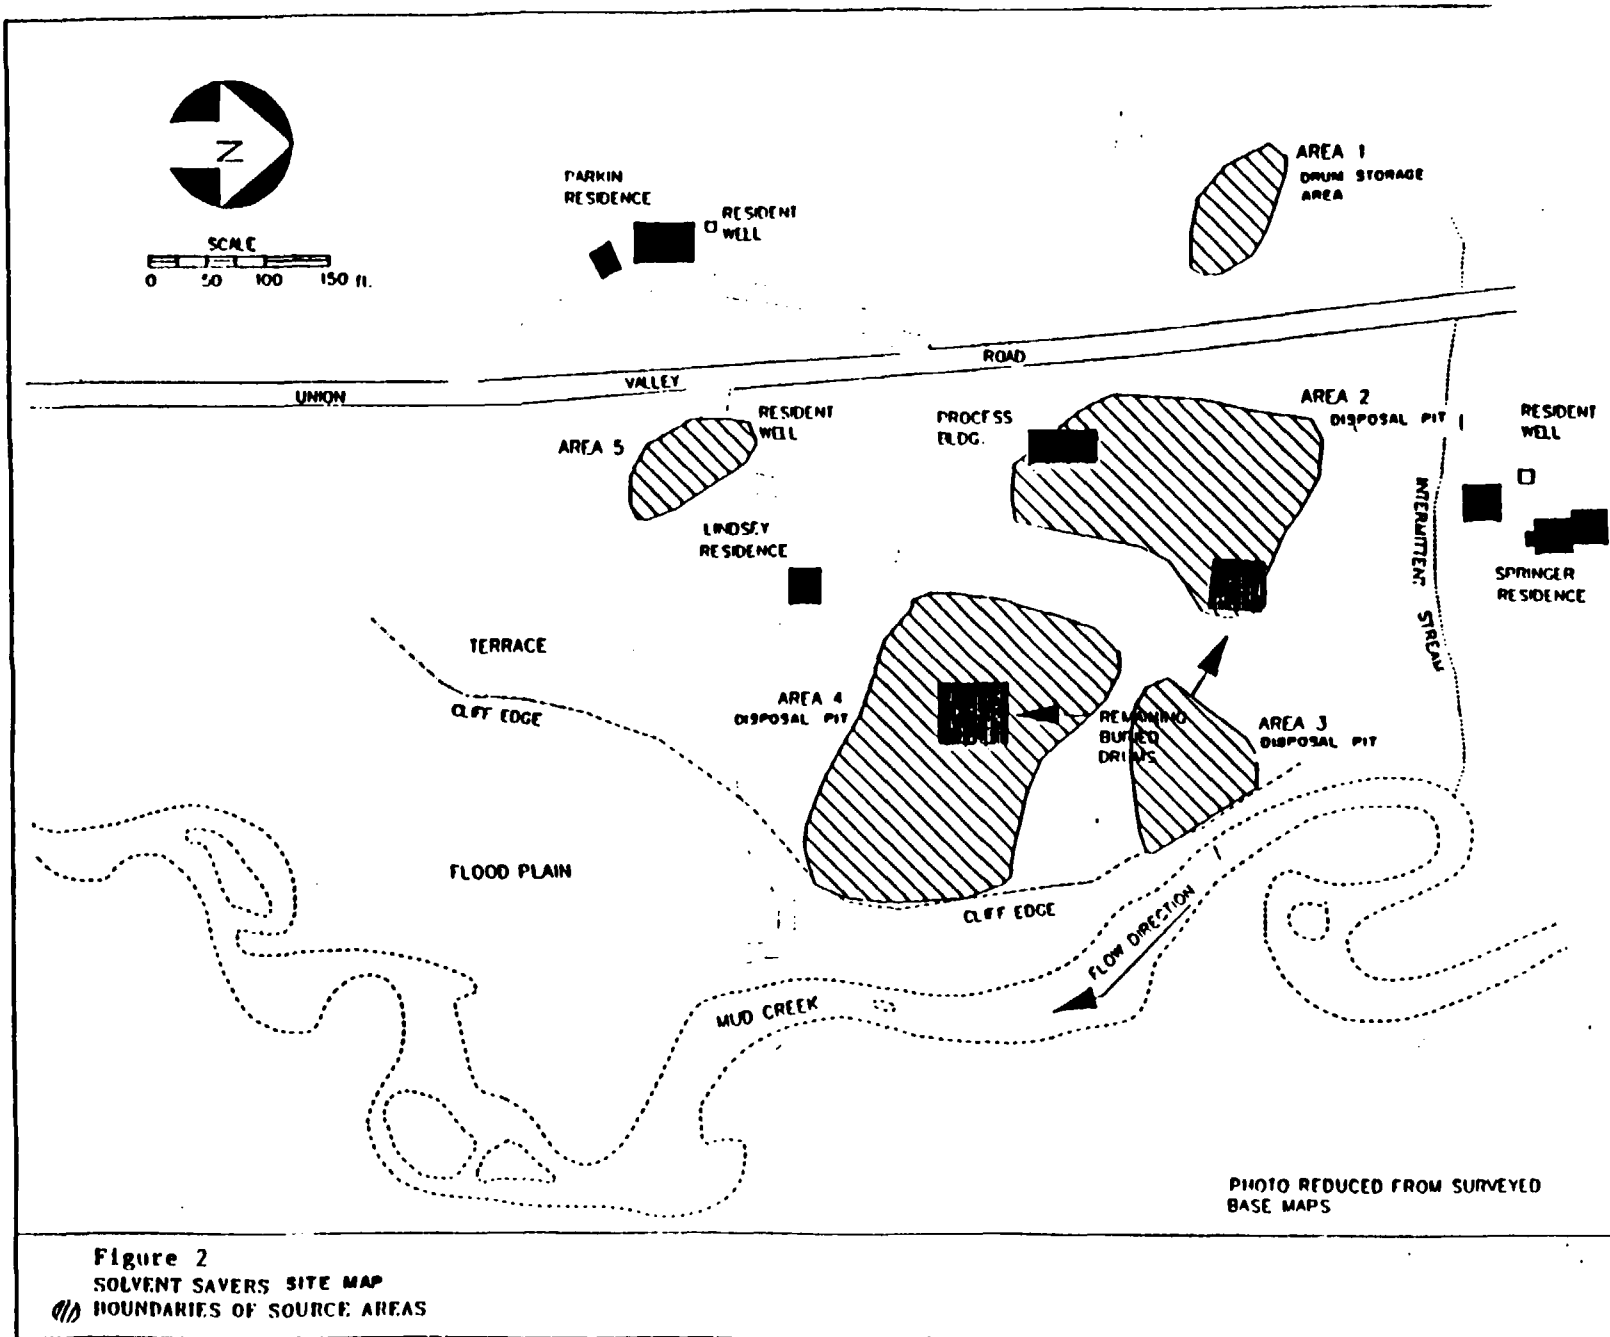 N
SCALE
0 50 100 150 ft.
PARKIN
RESIDENCE
RESIDENT
WELL
AREA 1
DRUM STORAGE
AREA
UNION VALLEY ROAD
AREA 5
RESIDENT
WELL
PROCESS
BLDG.
AREA 2
DISPOSAL PIT
RESIDENT
WELL
LINDSEY
RESIDENCE
INTERMITTENT STREAM
SPRINGER
RESIDENCE
TERRACE
CLIFF EDGE
AREA 4
DISPOSAL PIT
REMAINING
BURIED
DRUMS
AREA 3
DISPOSAL PIT
FLOOD PLAIN
CLIFF EDGE
FLOW DIRECTION
MUD CREEK
PHOTO REDUCED FROM SURVEYED
BASE MAPS
Figure 2
SOLVENT SAVERS SITE MAP
BOUNDARIES OF SOURCE AREAS